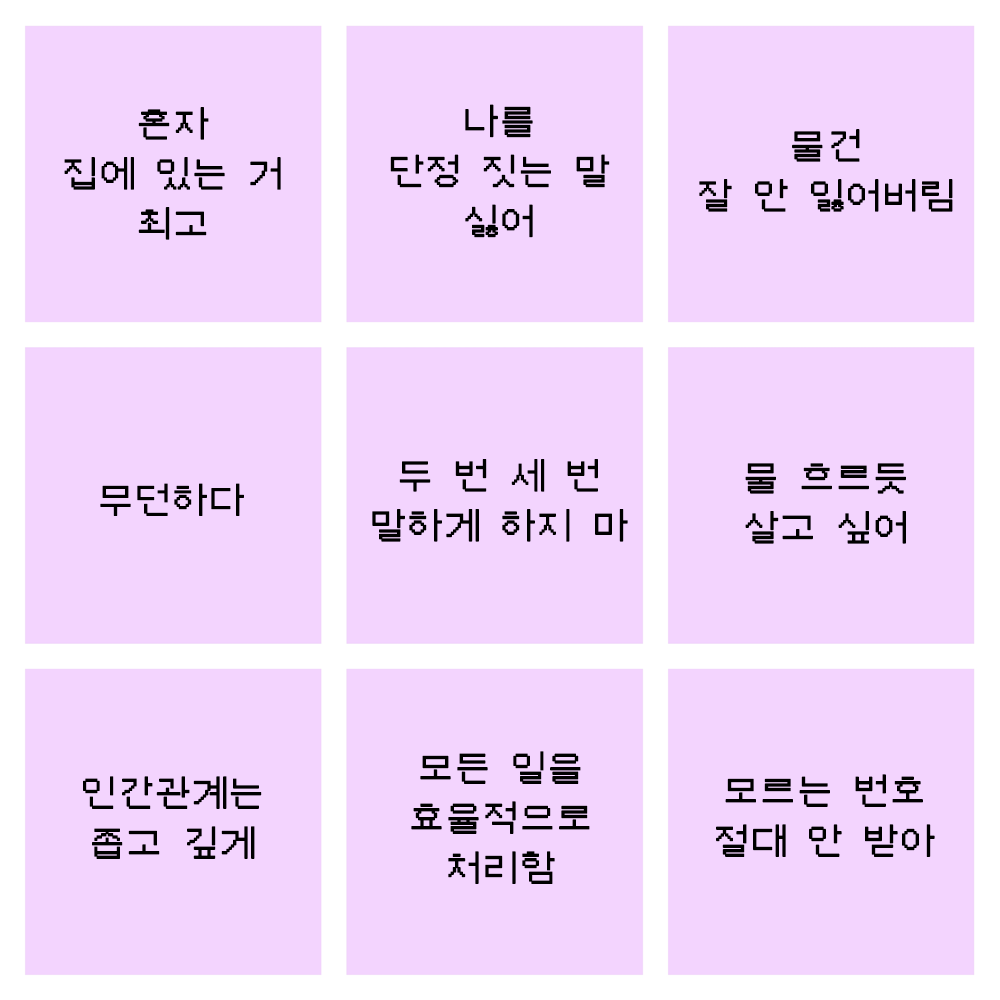 혼자
집에 있는 거
최고
나를
단정 짓는 말
싫어
물건
잘 안 잃어버림
무던하다
두 번 세 번
말하게 하지 마
물 흐르듯
살고 싶어
인간관계는
좁고 깊게
모든 일을
효율적으로
처리함
모르는 번호
절대 안 받아